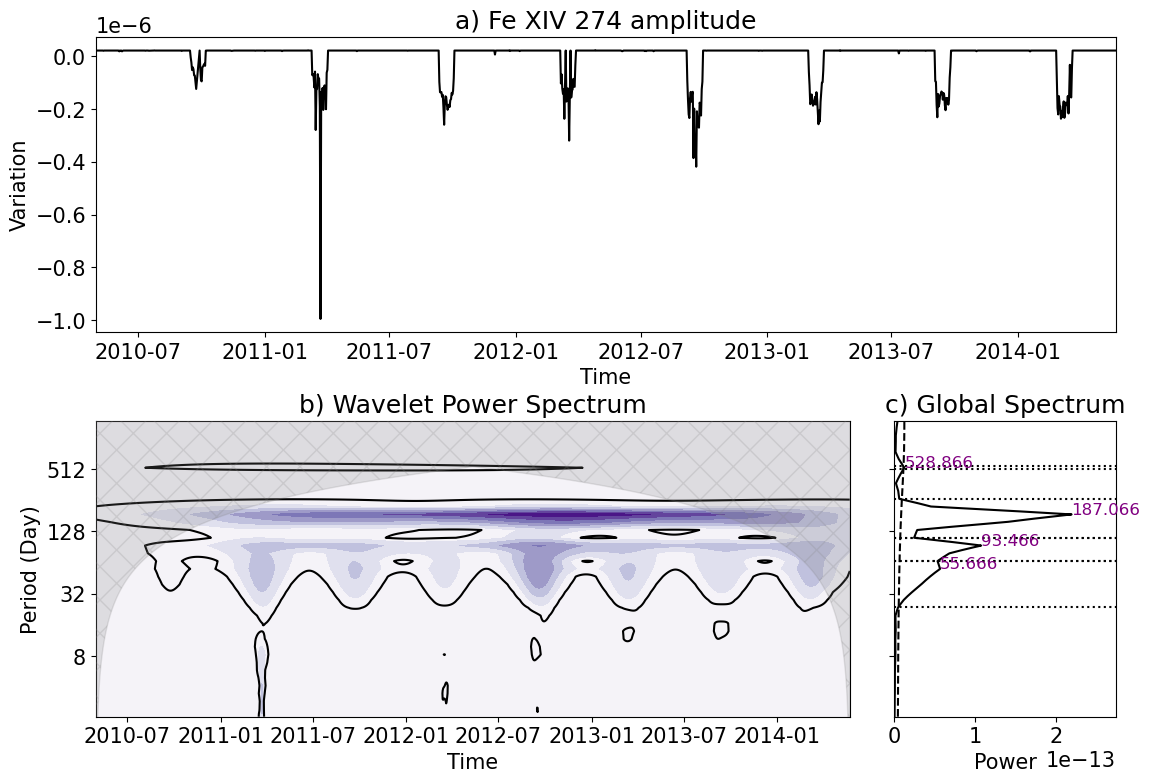 a) Fe XIV 274 amplitude
1e−6
0.0
−0.2
−0.4
−0.6
−0.8
−1.0
Variation
2010-07 2011-01 2011-07 2012-01 2012-07 2013-01 2013-07 2014-01
Time
b) Wavelet Power Spectrum
512
128
32
8
Period (Day)
2010-07 2011-01 2011-07 2012-01 2012-07 2013-01 2013-07 2014-01
Time
c) Global Spectrum
528.866
187.066
93.466
55.666
0 1 2
Power 1e−13